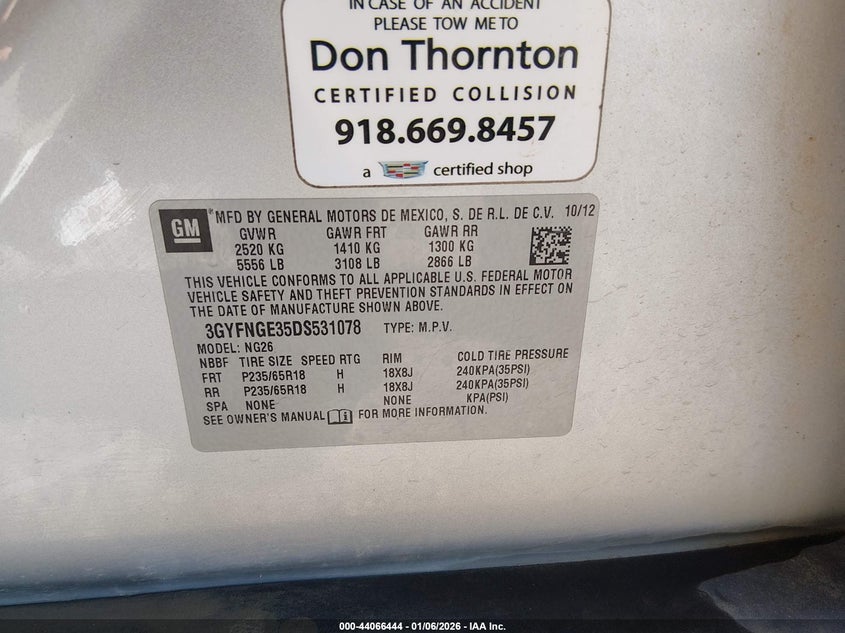 IN CASE OF AN ACCIDENT
PLEASE TOW ME TO
Don Thornton
CERTIFIED COLLISION
918.669.8457
a certified shop
GM ® MFD BY GENERAL MOTORS DE MEXICO, S. DE R.L. DE C.V. 10/12
GVWR GAWR FRT GAWR RR
2520 KG 1410 KG 1300 KG
5556 LB 3108 LB 2866 LB
THIS VEHICLE CONFORMS TO ALL APPLICABLE U.S. FEDERAL MOTOR
VEHICLE SAFETY AND THEFT PREVENTION STANDARDS IN EFFECT ON
THE DATE OF MANUFACTURE SHOWN ABOVE.
3GYFNGE35DS531078 TYPE: M.P.V.
MODEL: NG26
NBBF TIRE SIZE SPEED RTG RIM COLD TIRE PRESSURE
FRT P235/65R18 H 18X8J 240KPA(35PSI)
RR P235/65R18 H 18X8J 240KPA(35PSI)
SPA NONE NONE KPA(PSI)
SEE OWNER'S MANUAL FOR MORE INFORMATION.
000-44066444 - 01/06/2026 - IAA Inc.